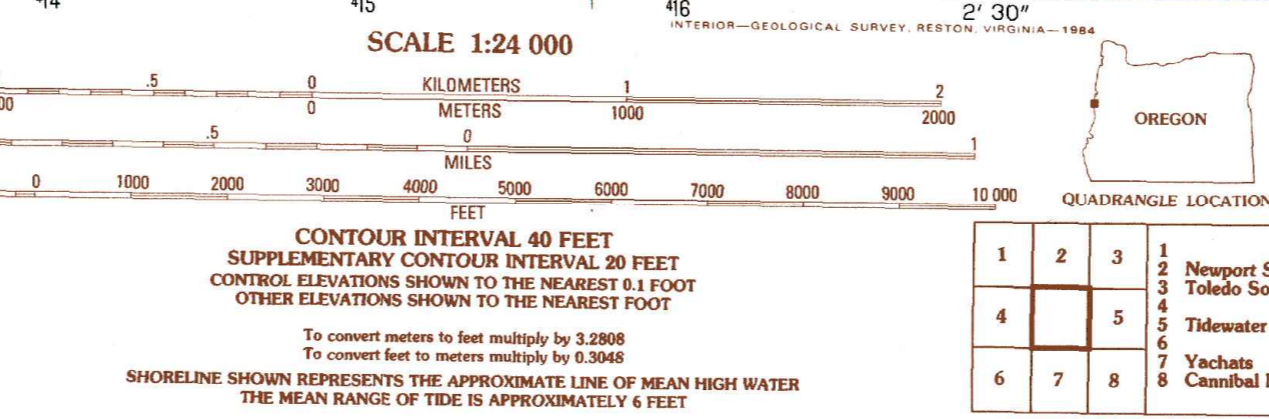 414 415 416 2' 30"
INTERIOR—GEOLOGICAL SURVEY, RESTON, VIRGINIA—1984
SCALE 1:24 000
.5 0 KILOMETERS 1 2
0 METERS 1000 2000
.5 0 1
MILES
0 1000 2000 3000 4000 5000 6000 7000 8000 9000 10 000
FEET
CONTOUR INTERVAL 40 FEET
SUPPLEMENTARY CONTOUR INTERVAL 20 FEET
CONTROL ELEVATIONS SHOWN TO THE NEAREST 0.1 FOOT
OTHER ELEVATIONS SHOWN TO THE NEAREST FOOT
To convert meters to feet multiply by 3.2808
To convert feet to meters multiply by 0.3048
SHORELINE SHOWN REPRESENTS THE APPROXIMATE LINE OF MEAN HIGH WATER
THE MEAN RANGE OF TIDE IS APPROXIMATELY 6 FEET
OREGON
QUADRANGLE LOCATION
1 2 3
4 5
6 7 8
1
2 Newport S
3 Toledo So
4
5 Tidewater
6
7 Yachats
8 Cannibal